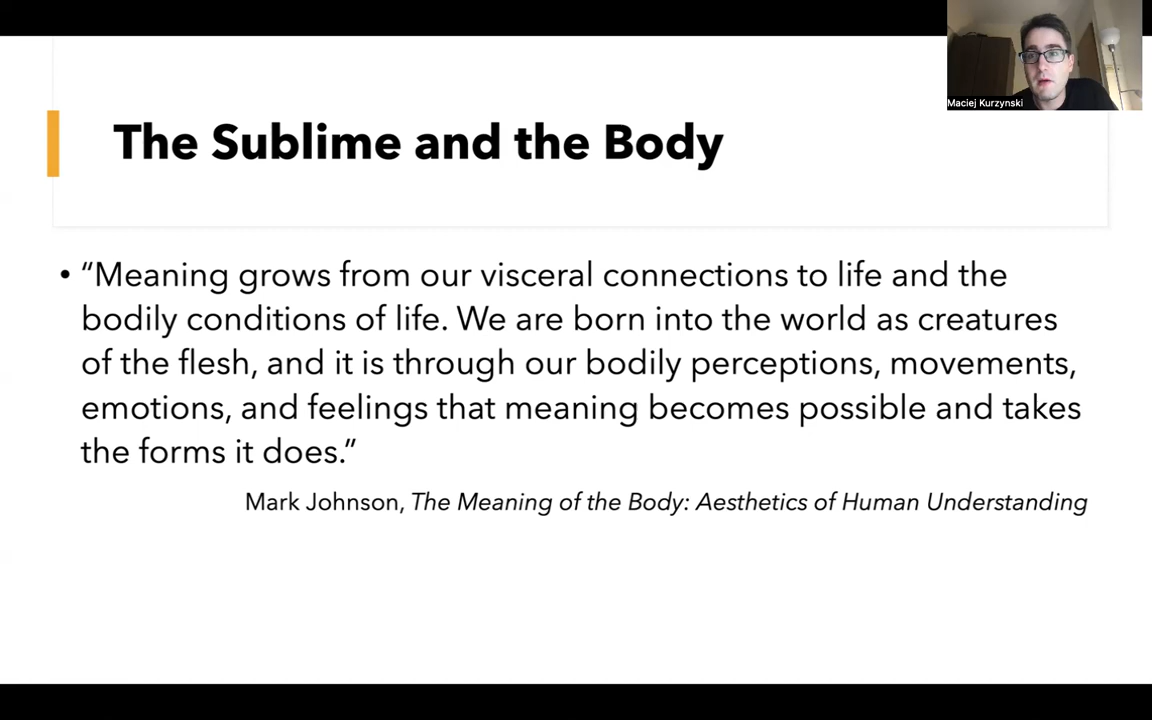 Maciej Kurzynski
The Sublime and the Body
• “Meaning grows from our visceral connections to life and the
bodily conditions of life. We are born into the world as creatures
of the flesh, and it is through our bodily perceptions, movements,
emotions, and feelings that meaning becomes possible and takes
the forms it does.”
Mark Johnson, The Meaning of the Body: Aesthetics of Human Understanding